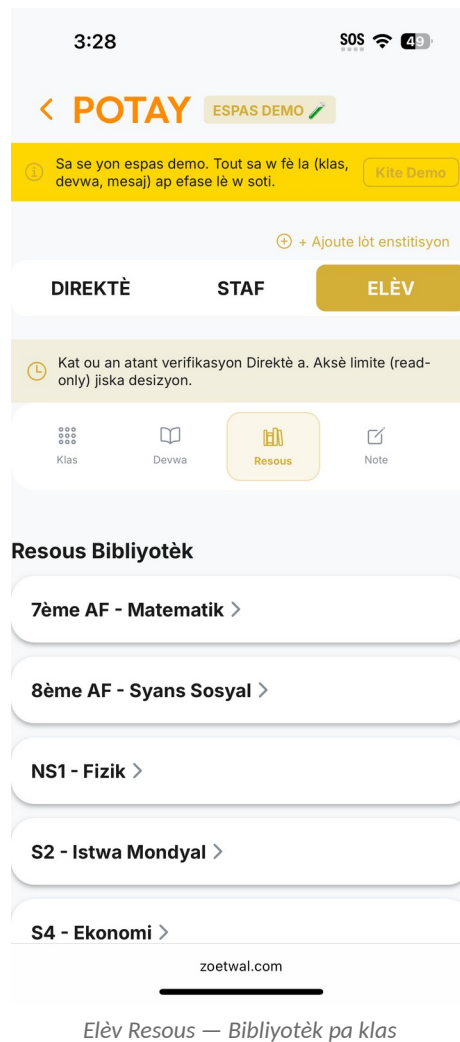 3:28
SOS
49
POTAY
ESPAS DEMO
Sa se yon espas demo. Tout sa w fè la (klas,
devwa, mesaj) ap efase lè w soti.
Kite Demo
+ Ajoute lòt enstitisyon
DIREKTÈ
STAF
ELÈV
Kat ou an atant verifikasyon Direktè a. Aksè limite (read-
only) jiska desizyon.
Klas
Devwa
Resous
Note
Resous Bibliyotèk
7ème AF - Matematik
8ème AF - Syans Sosyal
NS1 - Fizik
S2 - Istwa Mondyal
S4 - Ekonomi
zoetwal.com
Elèv Resous — Bibliyotèk pa klas